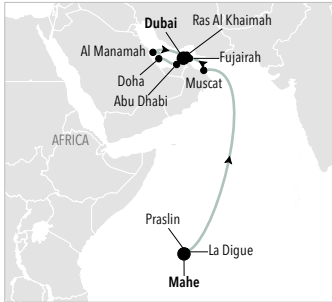 Ras Al Khaimah
Dubai
Al Manamah
Fujairah
Doha
Muscat
Abu Dhabi
AFRICA
Praslin
La Digue
Mahe